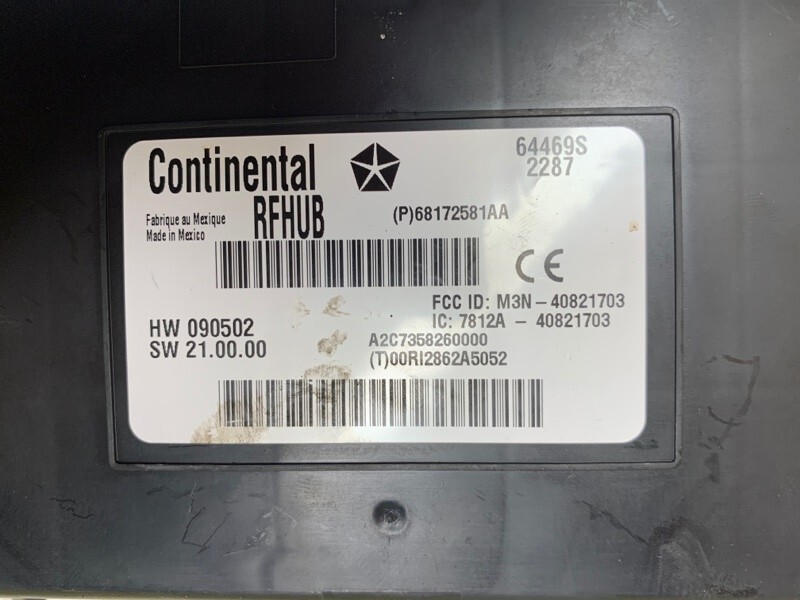 Continental
64469S
2287
RFHUB
(P)68172581AA
Fabrique au Mexique
Made in Mexico
CE
FCC ID: M3N-40821703
IC: 7812A - 40821703
HW 090502
SW 21.00.00
A2C7358260000
(T)00RI2862A5052